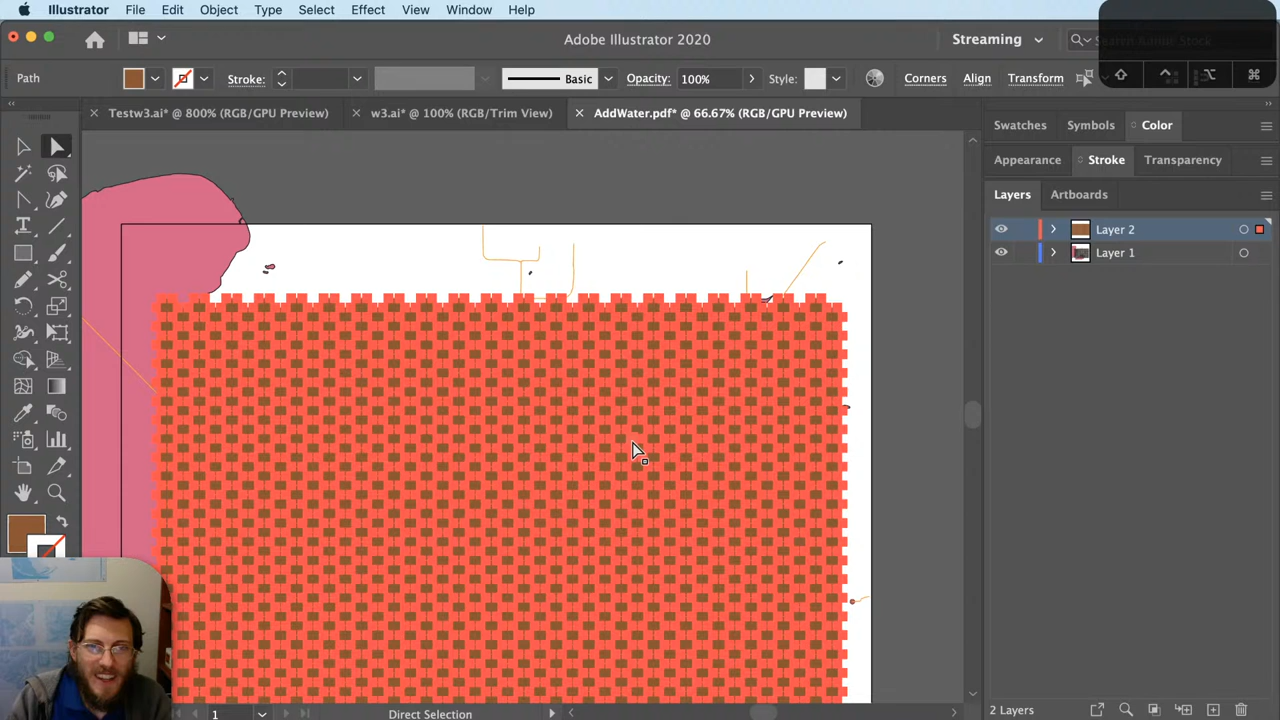 Illustrator File Edit Object Type Select Effect View Window Help
Adobe Illustrator 2020
Streaming
Path
Stroke:
Basic
Opacity:
100%
Style:
Corners
Align
Transform
Testw3.ai* @ 800% (RGB/GPU Preview)
w3.ai* @ 100% (RGB/Trim View)
AddWater.pdf* @ 66.67% (RGB/GPU Preview)
Swatches
Symbols
Color
Appearance
Stroke
Transparency
Layers
Artboards
Layer 2
Layer 1
1
Direct Selection
2 Layers